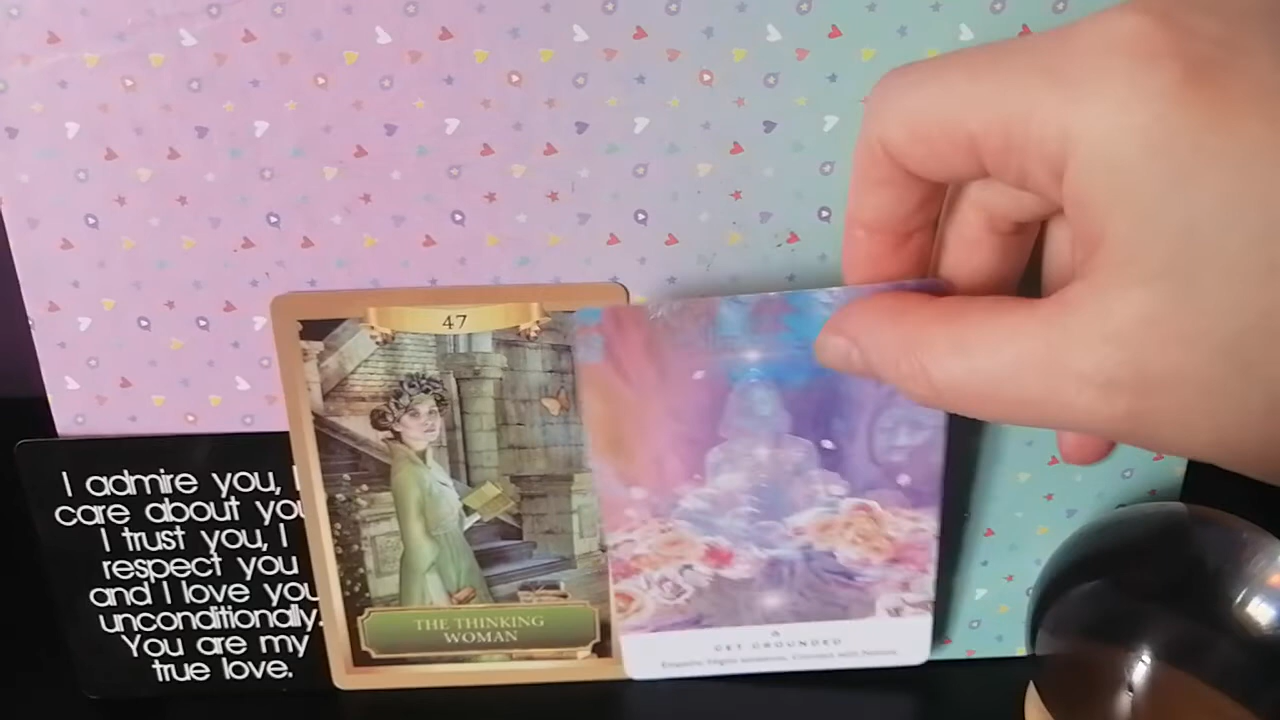 I admire you, I
care about you
I trust you, I
respect you
and I love you
unconditionally.
You are my
true love.
47
THE THINKING
WOMAN
GET GROUNDED